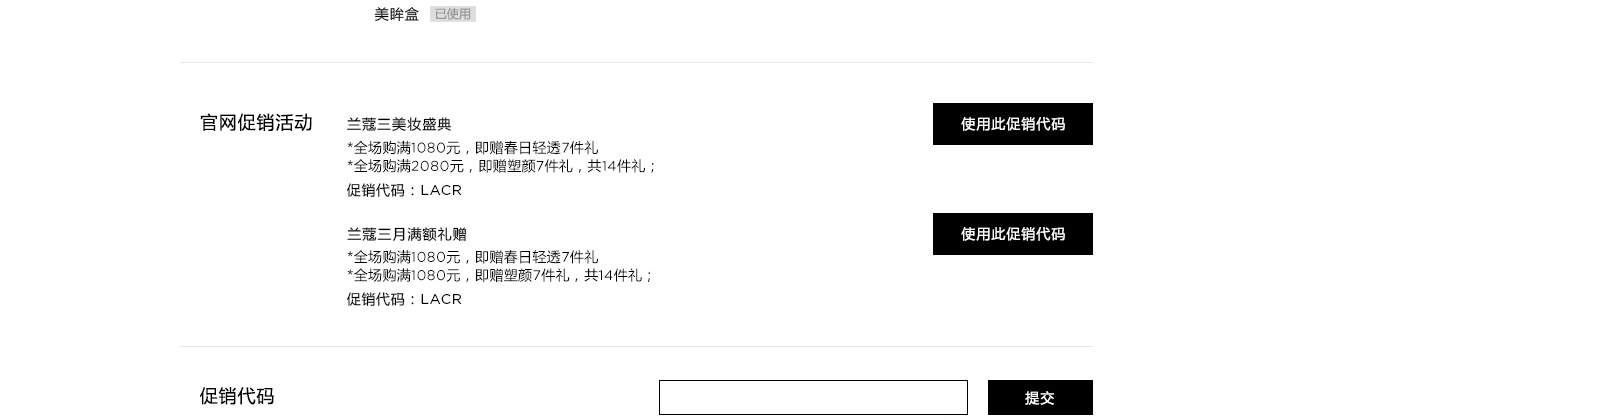 美眸盒 已使用
官网促销活动
兰蔻三美妆盛典
使用此促销代码
*全场购满1080元，即赠春日轻透7件礼
*全场购满2080元，即赠塑颜7件礼，共14件礼；
促销代码：LACR
兰蔻三月满额礼赠
使用此促销代码
*全场购满1080元，即赠春日轻透7件礼
*全场购满1080元，即赠塑颜7件礼，共14件礼；
促销代码：LACR
促销代码
提交